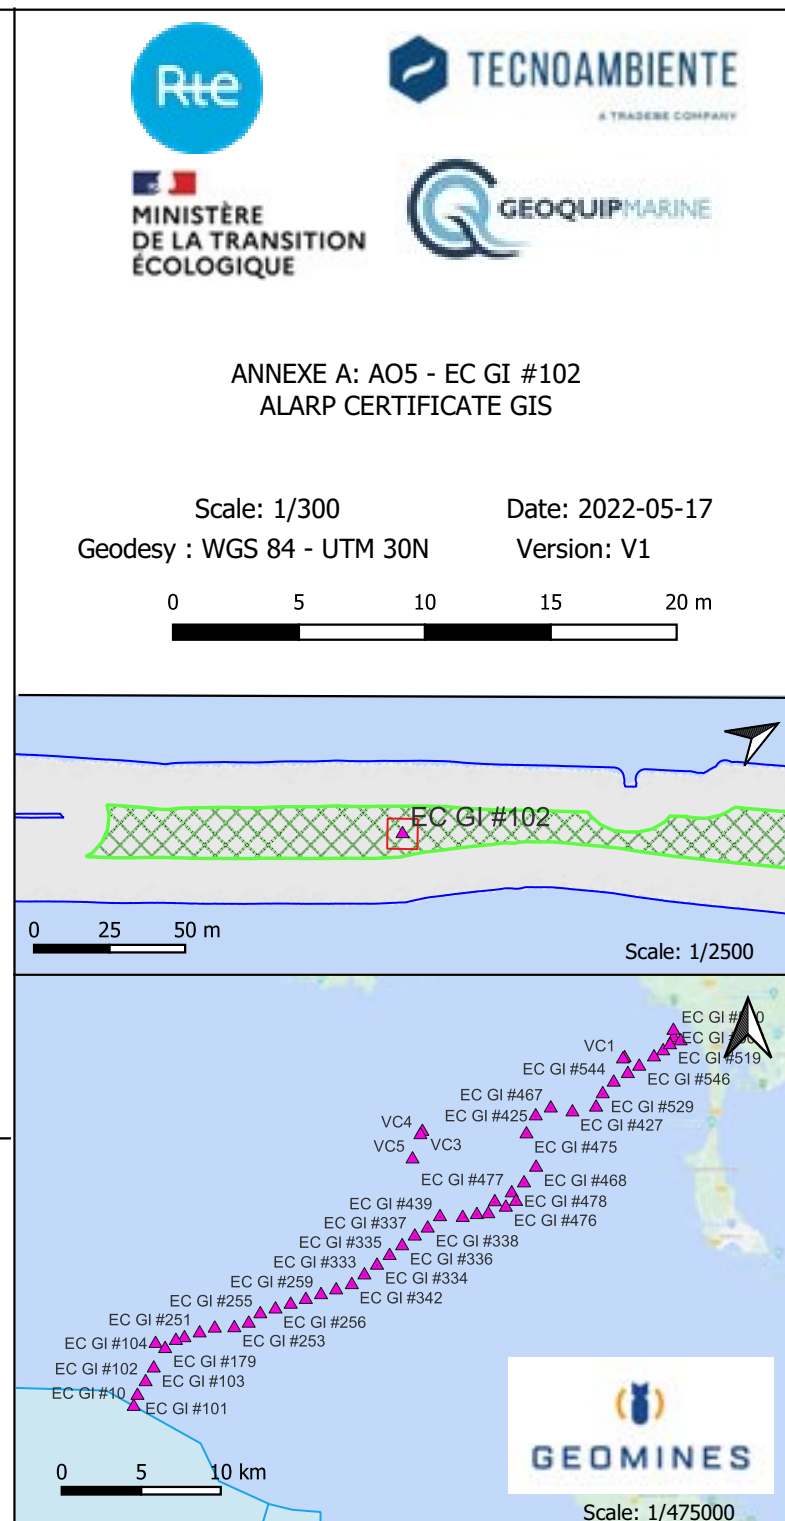 Rte
TECNOAMBIENTE
A TRADEBE COMPANY
MINISTÈRE
DE LA TRANSITION
ÉCOLOGIQUE
GEOQUIPMARINE
ANNEXE A: AO5 - EC GI #102
ALARP CERTIFICATE GIS
Scale: 1/300
Date: 2022-05-17
Geodesy : WGS 84 - UTM 30N
Version: V1
0 5 10 15 20 m
EC GI #102
0 25 50 m
Scale: 1/2500
EC GI
VC1
EC GI #519
EC GI #544
EC GI #546
EC GI #467
EC GI #529
EC GI #425
EC GI #427
VC4
VC3
EC GI #475
VC5
EC GI #477
EC GI #468
EC GI #478
EC GI #439
EC GI #476
EC GI #337
EC GI #338
EC GI #335
EC GI #336
EC GI #333
EC GI #334
EC GI #259
EC GI #342
EC GI #255
EC GI #256
EC GI #251
EC GI #253
EC GI #104
EC GI #179
EC GI #102
EC GI #103
EC GI #10
EC GI #101
0 5 10 km
GEOMINES
Scale: 1/475000